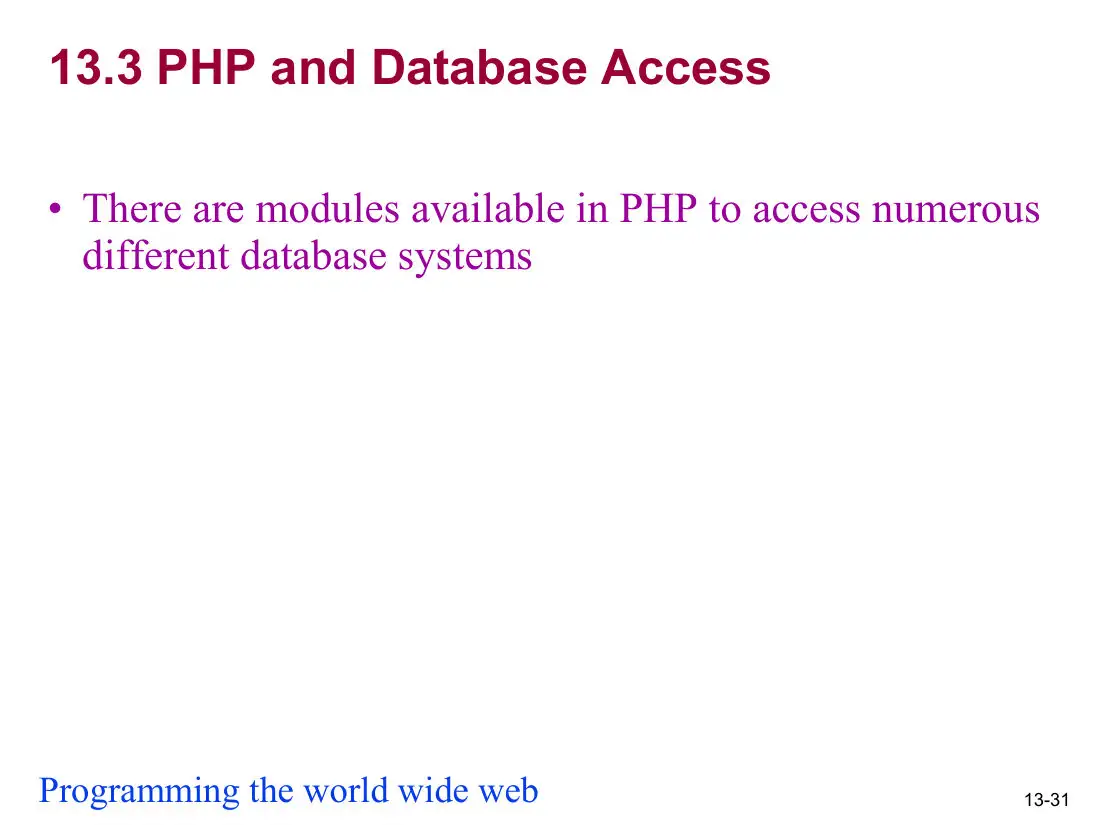 13.3 PHP and Database Access
• There are modules available in PHP to access numerous
different database systems
Programming the world wide web
13-31